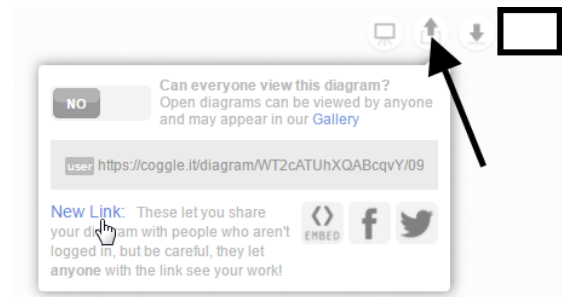 Can everyone view this diagram?
NO
Open diagrams can be viewed by anyone
and may appear in our Gallery
user https://coggle.it/diagram/WT2cATUhXQABcqvY/09
New Link: These let you share
your diagram with people who aren't
logged in, but be careful, they let
anyone with the link see your work!
EMBED